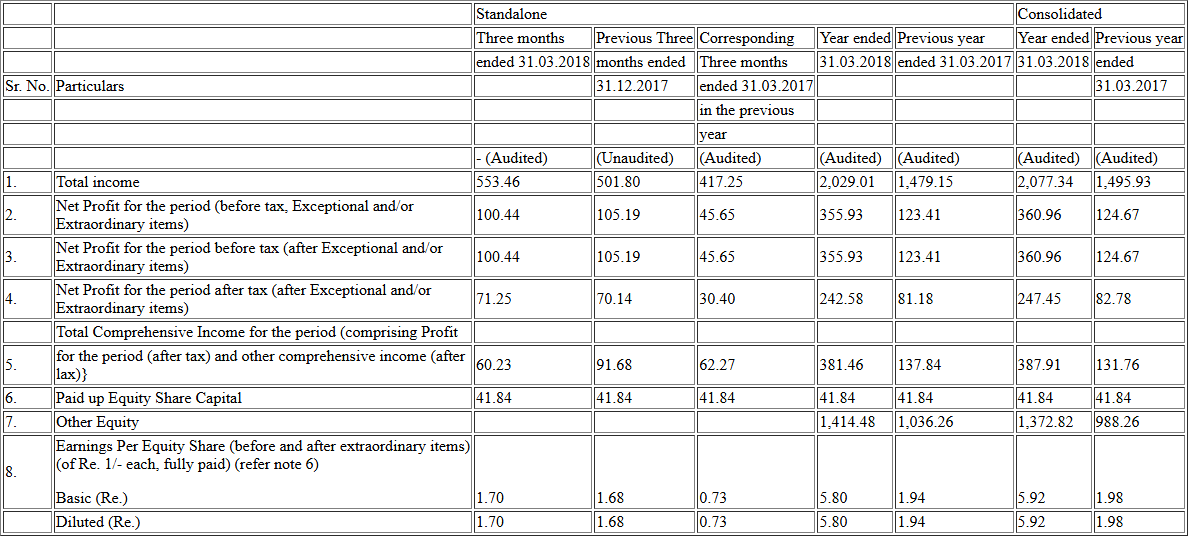 Standalone Consolidated
Three months Previous Three Corresponding Year ended Previous year Year ended Previous year
ended 31.03.2018 months ended Three months 31.03.2018 ended 31.03.2017 31.03.2018 ended
Sr. No. Particulars 31.12.2017 ended 31.03.2017 31.03.2017
in the previous
year
- (Audited) (Unaudited) (Audited) (Audited) (Audited) (Audited) (Audited)
1. Total income 553.46 501.80 417.25 2,029.01 1,479.15 2,077.34 1,495.93
Net Profit for the period (before tax, Exceptional and/or
2. Extraordinary items) 100.44 105.19 45.65 355.93 123.41 360.96 124.67
Net Profit for the period before tax (after Exceptional and/or
3. Extraordinary items) 100.44 105.19 45.65 355.93 123.41 360.96 124.67
Net Profit for the period after tax (after Exceptional and/or
4. Extraordinary items) 71.25 70.14 30.40 242.58 81.18 247.45 82.78
Total Comprehensive Income for the period (comprising Profit
for the period (after tax) and other comprehensive income (after
5. lax)} 60.23 91.68 62.27 381.46 137.84 387.91 131.76
6. Paid up Equity Share Capital 41.84 41.84 41.84 41.84 41.84 41.84 41.84
7. Other Equity 1,414.48 1,036.26 1,372.82 988.26
Earnings Per Equity Share (before and after extraordinary items)
8. (of Re. 1/- each, fully paid) (refer note 6)
Basic (Re.) 1.70 1.68 0.73 5.80 1.94 5.92 1.98
Diluted (Re.) 1.70 1.68 0.73 5.80 1.94 5.92 1.98